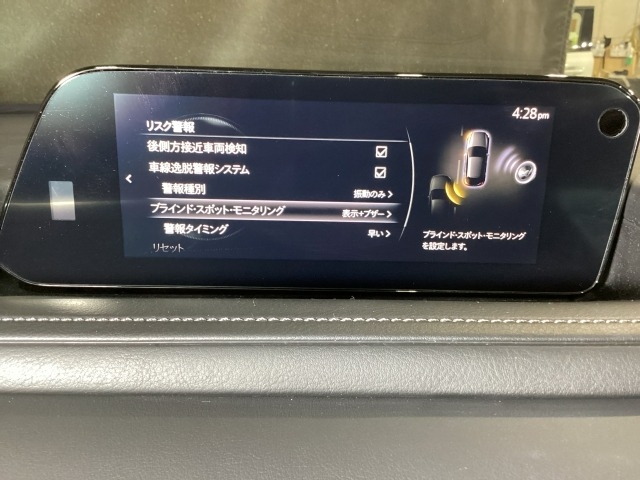 4:28pm
リスク警報
後側方接近車両検知
車線逸脱警報システム
警報種別 振動のみ
ブラインド・スポット・モニタリング 表示+ブザー
警報タイミング 早い
リセット
ブラインド・スポット・モニタリング
を設定します。